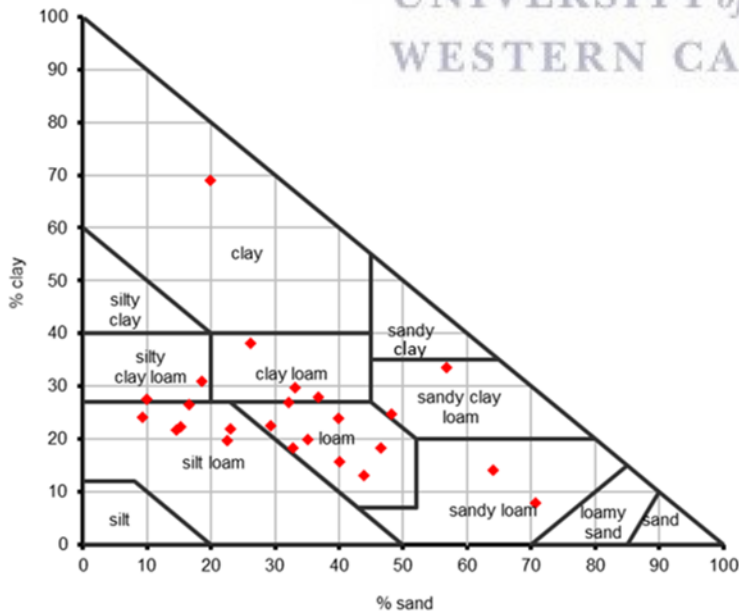 UNIVERSITY of
WESTERN CA
100
90
80
70
60
50
40
30
20
10
0
% clay
clay
silty
clay
sandy
clay
silty
clay loam
clay loam
sandy clay
loam
loam
silt loam
silt
sandy loam
loamy
sand
sand
0 10 20 30 40 50 60 70 80 90 100
% sand